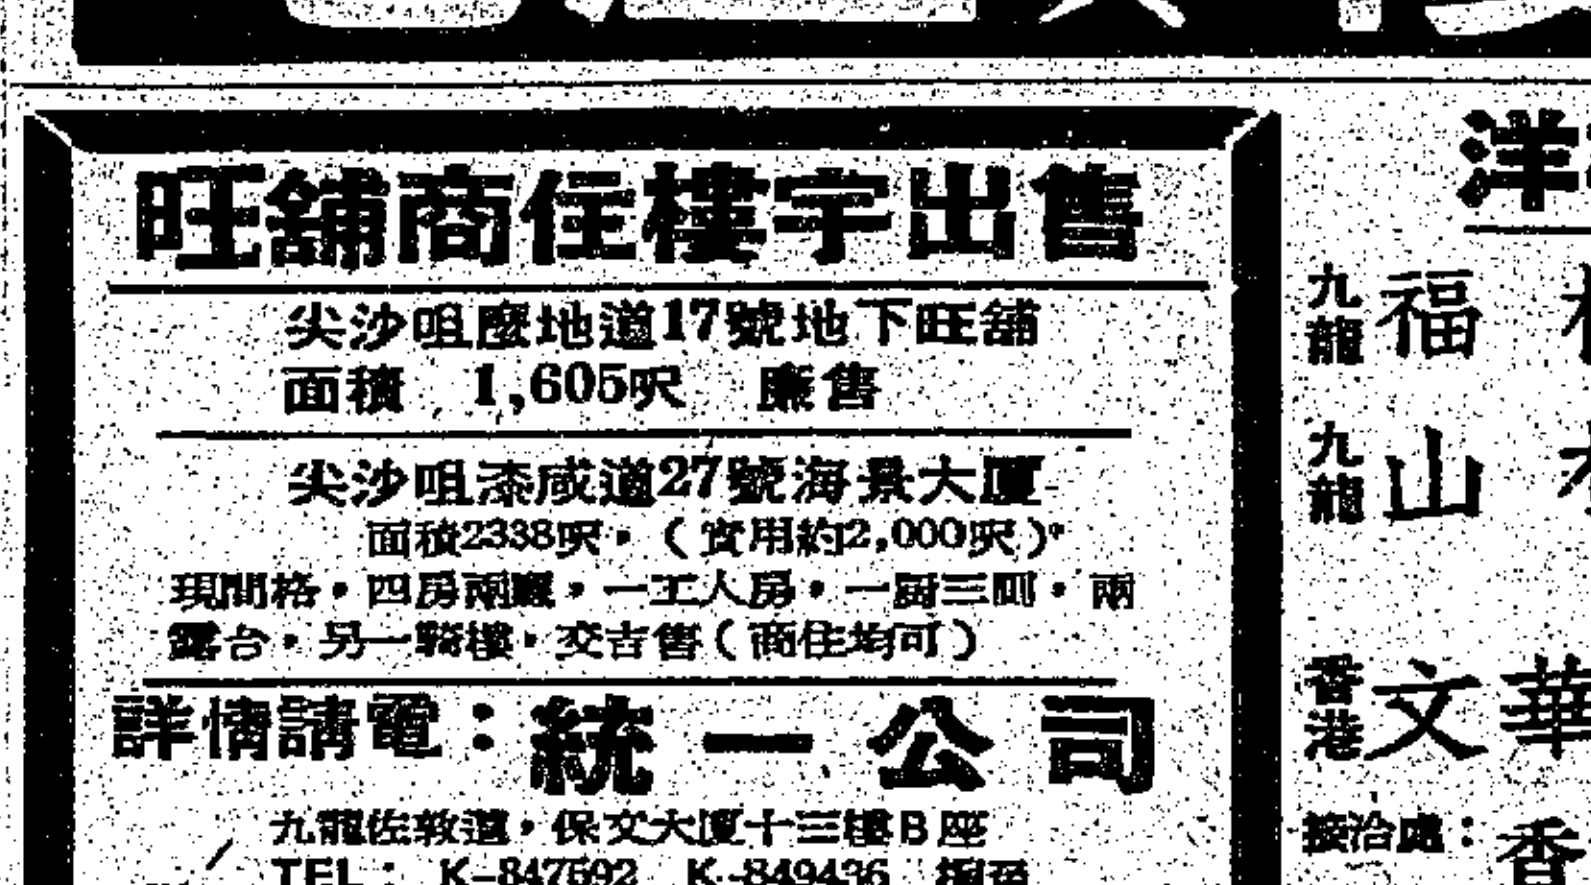 旺舖商住樓宇出售
尖沙咀麼地道17號地下旺舖
面積 1,605呎 廉售
尖沙咀漆咸道27號海景大厦
面積2338呎，（實用約2,000呎）。
現間格，四房兩廳，一工人房，一厨三厠，兩
露台，另一騎樓，交吉售（商住均可）
詳情請電：統一公司
九龍佐敦道，保文大厦十三樓B座
TEL： K-847592 K-849436
洋
九龍 福
九龍 山
香港 文華
接洽處：香